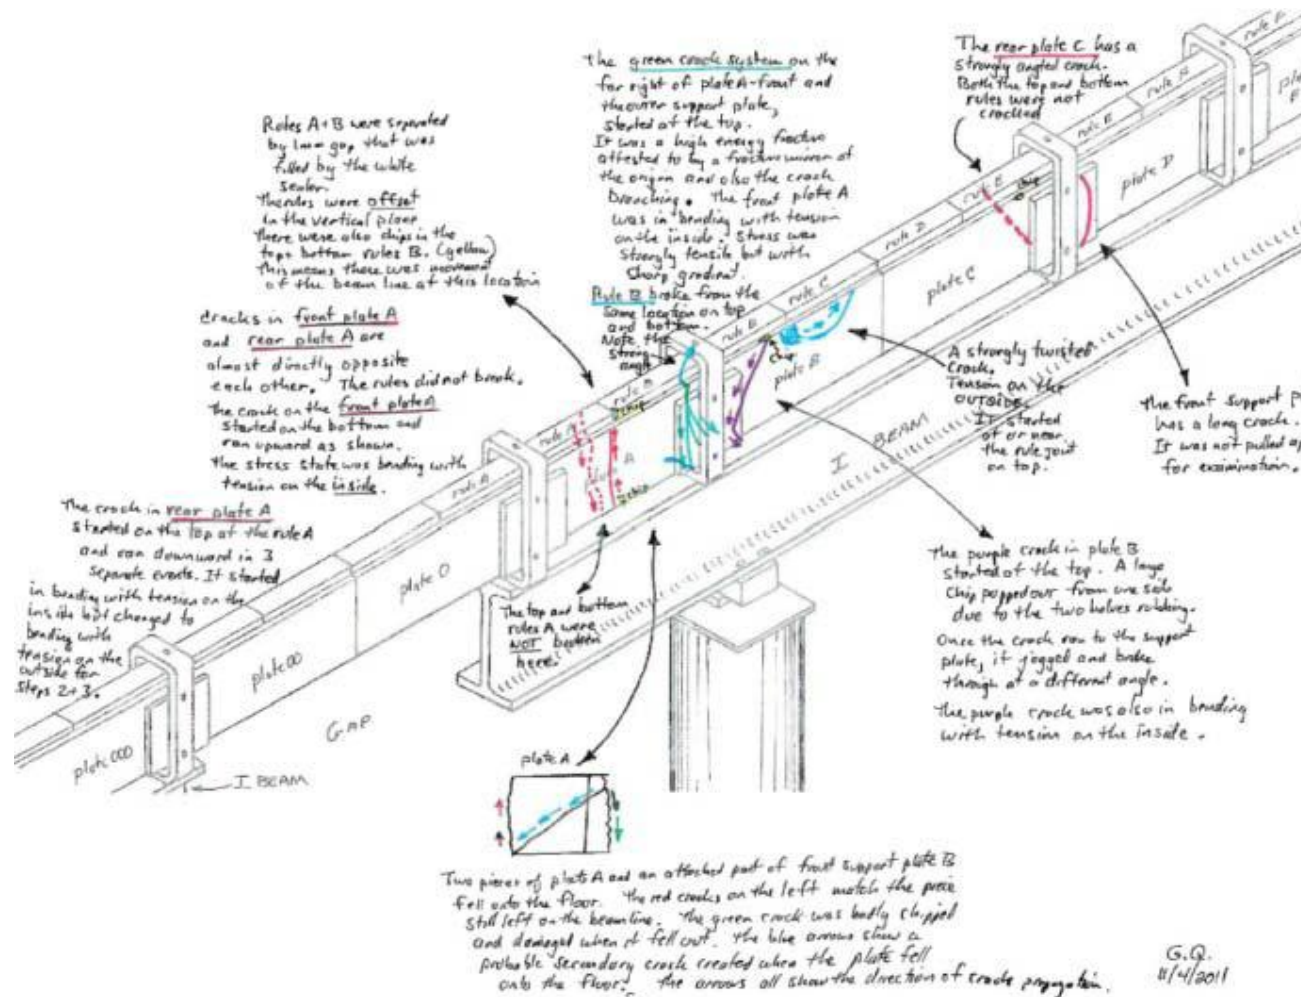 The green crack system on the
far right of plate A-front and
the outer support plate,
started at the top.
It was a high energy fracture
attested to by a fracture mirror at
the origin and also the crack
branching. The front plate A
was in bending with tension
on the inside. Stress was
strongly tensile but with
sharp gradient.
Rule B broke from the
same location on top
and bottom.
Note the
strong
angle
The rear plate C has a
strongly angled crack.
Both the top and bottom
rules were not
cracked
Rules A+B were separated
by 1mm gap that was
filled by the white
sealer.
The rules were offset
in the vertical plane
There were also chips in the
top + bottom rules B. (yellow)
This means there was movement
of the beam line at this location
cracks in front plate A
and rear plate A are
almost directly opposite
each other. The rules did not break.
The crack on the front plate A
started on the bottom and
ran upward as shown.
The stress state was bending with
tension on the inside.
The crack in rear plate A
started on the top at the rule A
and ran downward in 3
separate events. It started
in bending with tension on the
inside but changed to
bending with
tension on the
outside for
steps 2+3.
The top and bottom
rules A were
NOT broken
here.
A strongly twisted
crack.
Tension on the
OUTSIDE.
It started
at or near
the rule joint
on top.
The front support p
has a long crack.
It was not pulled
for examination.
The purple crack in plate B
started at the top. A large
chip popped out from one side
due to the two halves rubbing.
Once the crack ran to the support
plate, it jogged and broke
through at a different angle.
The purple crack was also in bending
with tension on the inside.
rule F
rule E
rule E
rule D
rule C
rule B
rule B
rule A
rule A
chip
chip
chip
chip
plate E
plate D
plate C
plate B
A
plate O
plate OO
plate OOO
GAP
I BEAM
I BEAM
plate A
Two pieces of plate A and an attached part of front support plate B
fell onto the floor. The red cracks on the left match the piece
still left on the beamline. The green crack was badly chipped
and damaged when it fell out. The blue arrows show a
probable secondary crack created when the plate fell
onto the floor. The arrows all show the direction of crack propagation.
G.Q.
11/4/2011